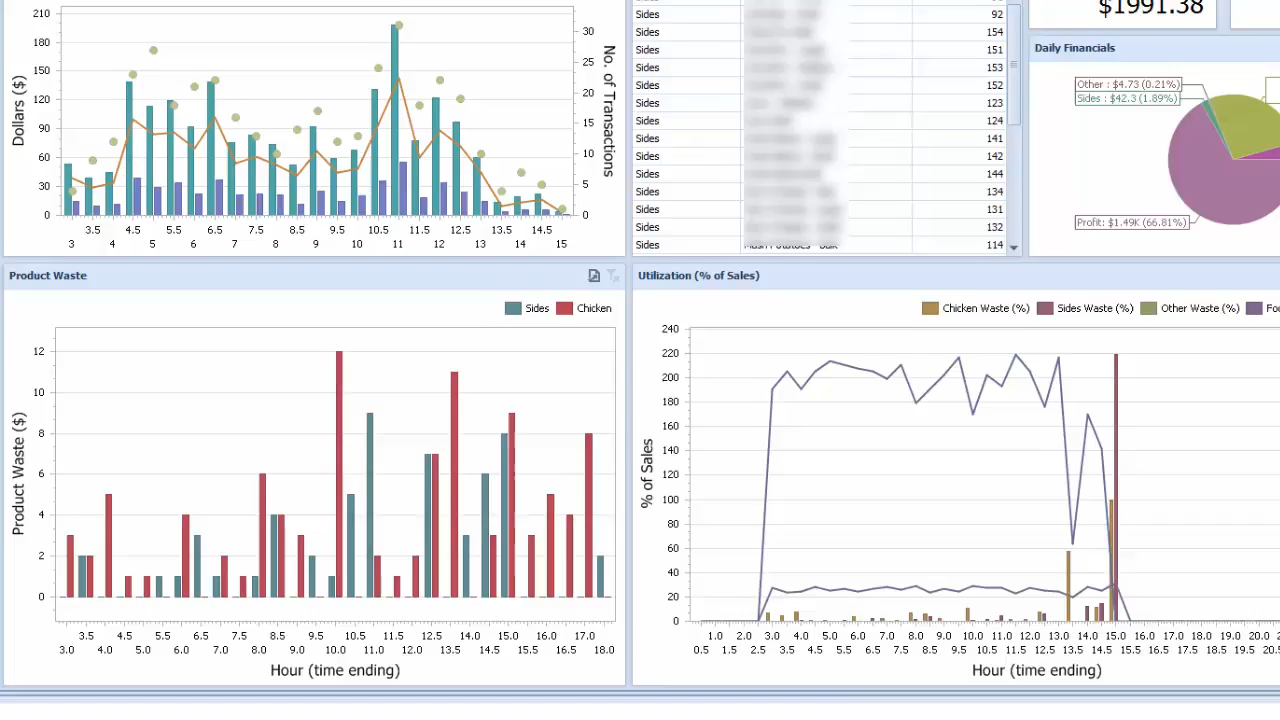 210
180
150
120
90
60
30
0
Dollars ($)
30
25
20
15
10
5
0
No. of Transactions
3.5 4.5 5.5 6.5 7.5 8.5 9.5 10.5 11.5 12.5 13.5 14.5
3 4 5 6 7 8 9 10 11 12 13 14 15
Sides 92
Sides 154
Sides 151
Sides 153
Sides 152
Sides 123
Sides 124
Sides 141
Sides 142
Sides 144
Sides 134
Sides 131
Sides 132
Sides 114
$1991.38
Daily Financials
Other : $4.73 (0.21%)
Sides : $42.3 (1.89%)
Profit: $1.49K (66.81%)
Product Waste
Sides Chicken
12
10
8
6
4
2
0
Product Waste ($)
3.5 4.5 5.5 6.5 7.5 8.5 9.5 10.5 11.5 12.5 14.0 15.0 16.0 17.0
3.0 4.0 5.0 6.0 7.0 8.0 9.0 10.0 11.0 12.0 13.5 14.5 15.5 16.5 18.0
Hour (time ending)
Utilization (% of Sales)
Chicken Waste (%) Sides Waste (%) Other Waste (%)
240
220
200
180
160
140
120
100
80
60
40
20
0
% of Sales
1.0 2.0 3.0 4.0 5.0 6.0 7.0 8.0 9.0 10.0 11.0 12.0 13.0 14.0 15.0 16.0 17.0 18.0 19.0 20.0
0.5 1.5 2.5 3.5 4.5 5.5 6.5 7.5 8.5 9.5 10.5 11.5 12.5 13.5 14.5 15.5 16.5 17.5 18.5 19.5
Hour (time ending)